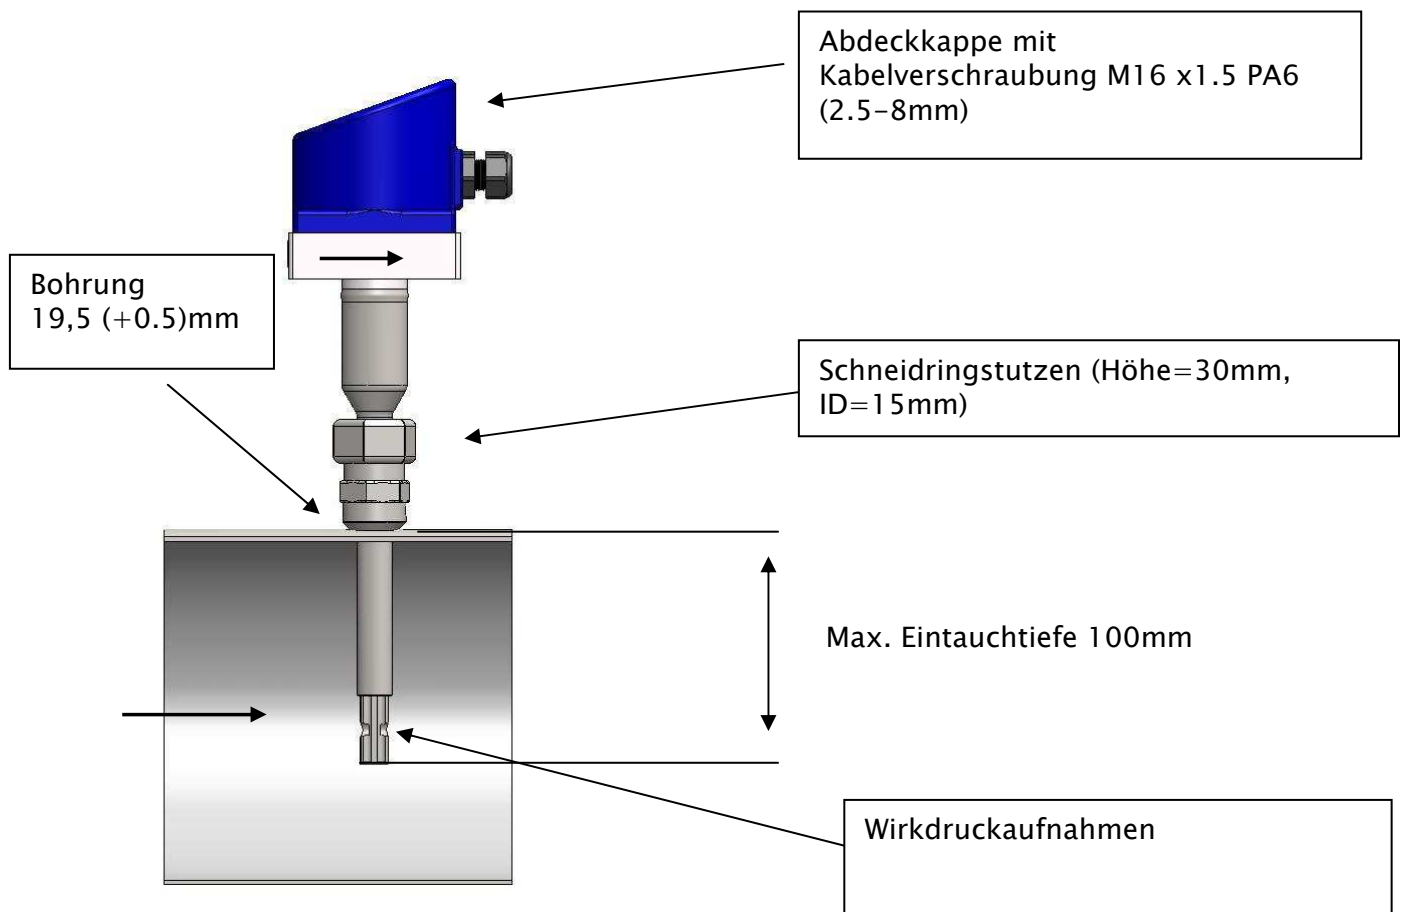 Abdeckkappe mit
Kabelverschraubung M16 x1.5 PA6
(2.5-8mm)
Bohrung
19,5 (+0.5)mm
Schneidringstutzen (Höhe=30mm,
ID=15mm)
Max. Eintauchtiefe 100mm
Wirkdruckaufnahmen